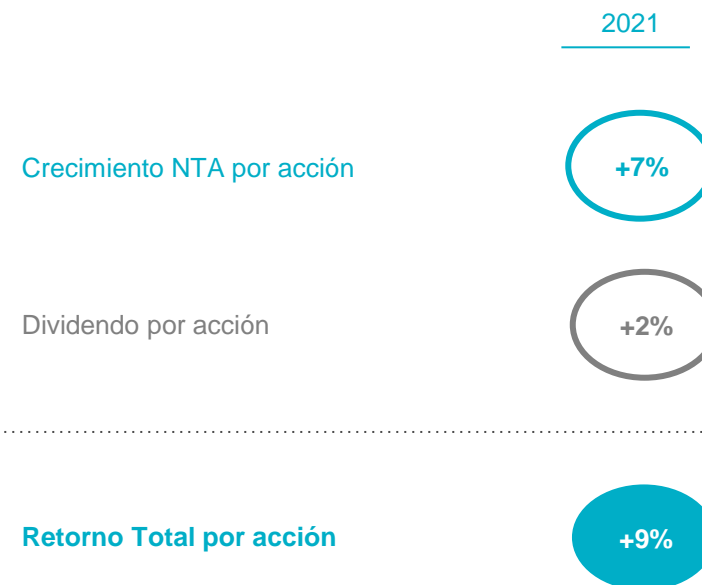 2021
Crecimiento NTA por acción
+7%
Dividendo por acción
+2%
Retorno Total por acción
+9%